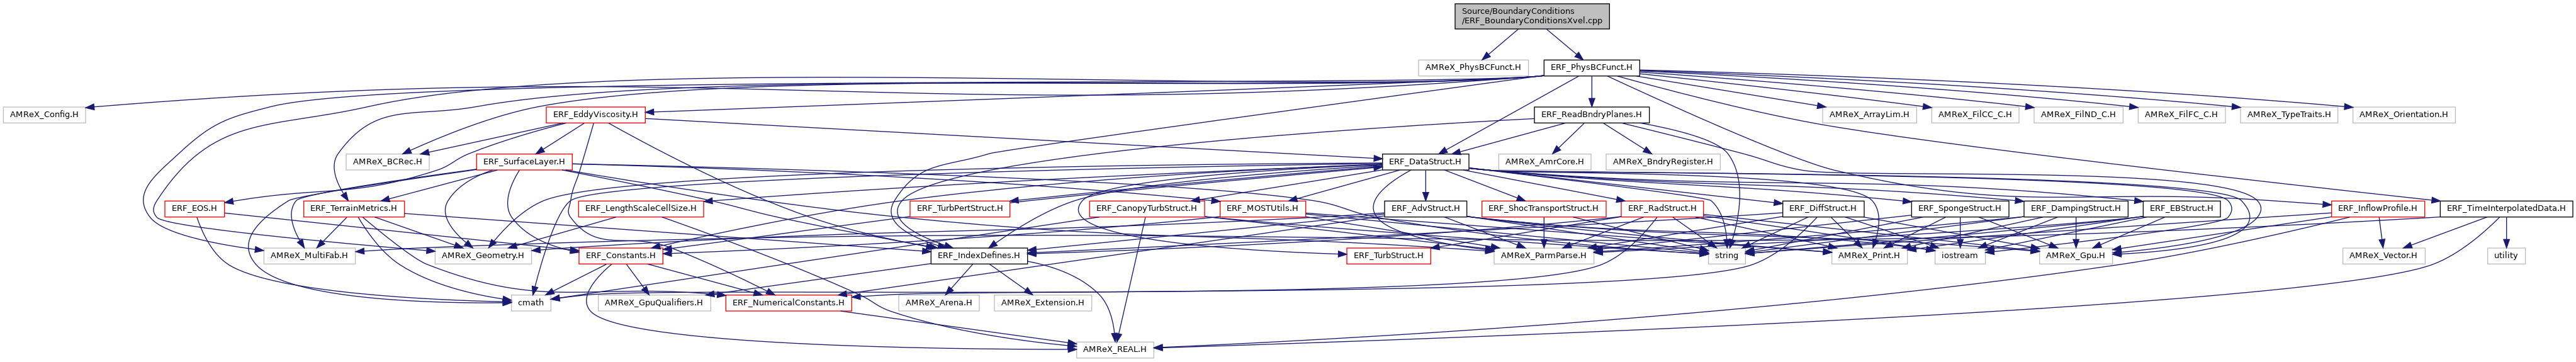 Source/BoundaryConditions
/ERF_BoundaryConditionsXvel.cpp
AMReX_PhysBCFunct.H
ERF_PhysBCFunct.H
AMReX_Config.H
ERF_EddyViscosity.H
ERF_ReadBndryPlanes.H
AMReX_ArrayLim.H
AMReX_FilCC_C.H
AMReX_FilND_C.H
AMReX_FilFC_C.H
AMReX_TypeTraits.H
AMReX_Orientation.H
AMReX_BCRec.H
ERF_SurfaceLayer.H
ERF_DataStruct.H
AMReX_AmrCore.H
AMReX_BndryRegister.H
ERF_EOS.H
ERF_TerrainMetrics.H
ERF_LengthScaleCellSize.H
ERF_TurbPertStruct.H
ERF_CanopyTurbStruct.H
ERF_MOSTUtils.H
ERF_AdvStruct.H
ERF_ShocTransportStruct.H
ERF_RadStruct.H
ERF_DiffStruct.H
ERF_SpongeStruct.H
ERF_DampingStruct.H
ERF_EBStruct.H
ERF_InflowProfile.H
ERF_TimeInterpolatedData.H
AMReX_MultiFab.H
AMReX_Geometry.H
ERF_Constants.H
ERF_IndexDefines.H
ERF_TurbStruct.H
AMReX_ParmParse.H
string
AMReX_Print.H
iostream
AMReX_Gpu.H
AMReX_Vector.H
utility
cmath
AMReX_GpuQualifiers.H
ERF_NumericalConstants.H
AMReX_Arena.H
AMReX_Extension.H
AMReX_REAL.H